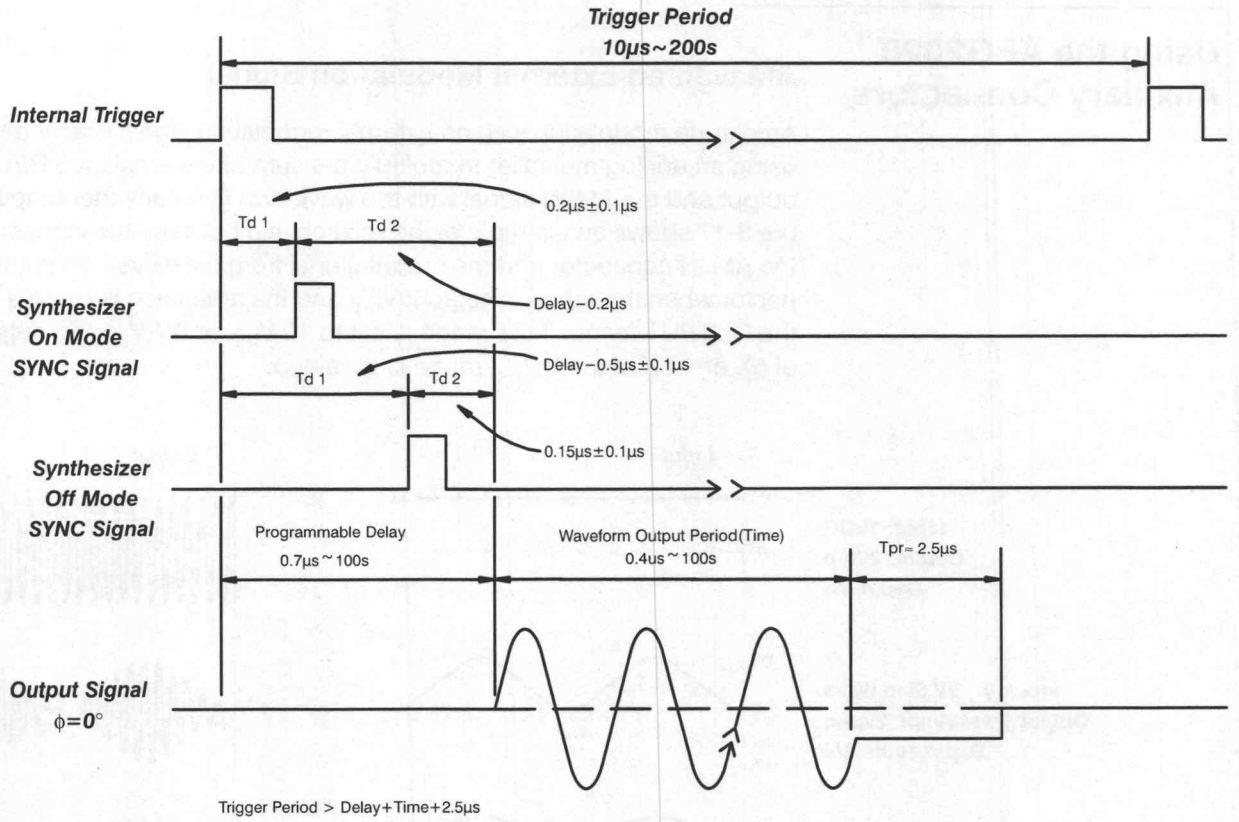 Trigger Period
10µs~200s
Internal Trigger
Td 1
Td 2
0.2µs±0.1µs
Delay-0.2µs
Synthesizer
On Mode
SYNC Signal
Td 1
Td 2
Delay-0.5µs±0.1µs
0.15µs±0.1µs
Synthesizer
Off Mode
SYNC Signal
Programmable Delay
0.7µs~100s
Waveform Output Period(Time)
0.4us~100s
Tpr≈ 2.5µs
Output Signal
ϕ=0°
Trigger Period > Delay+Time+2.5µs